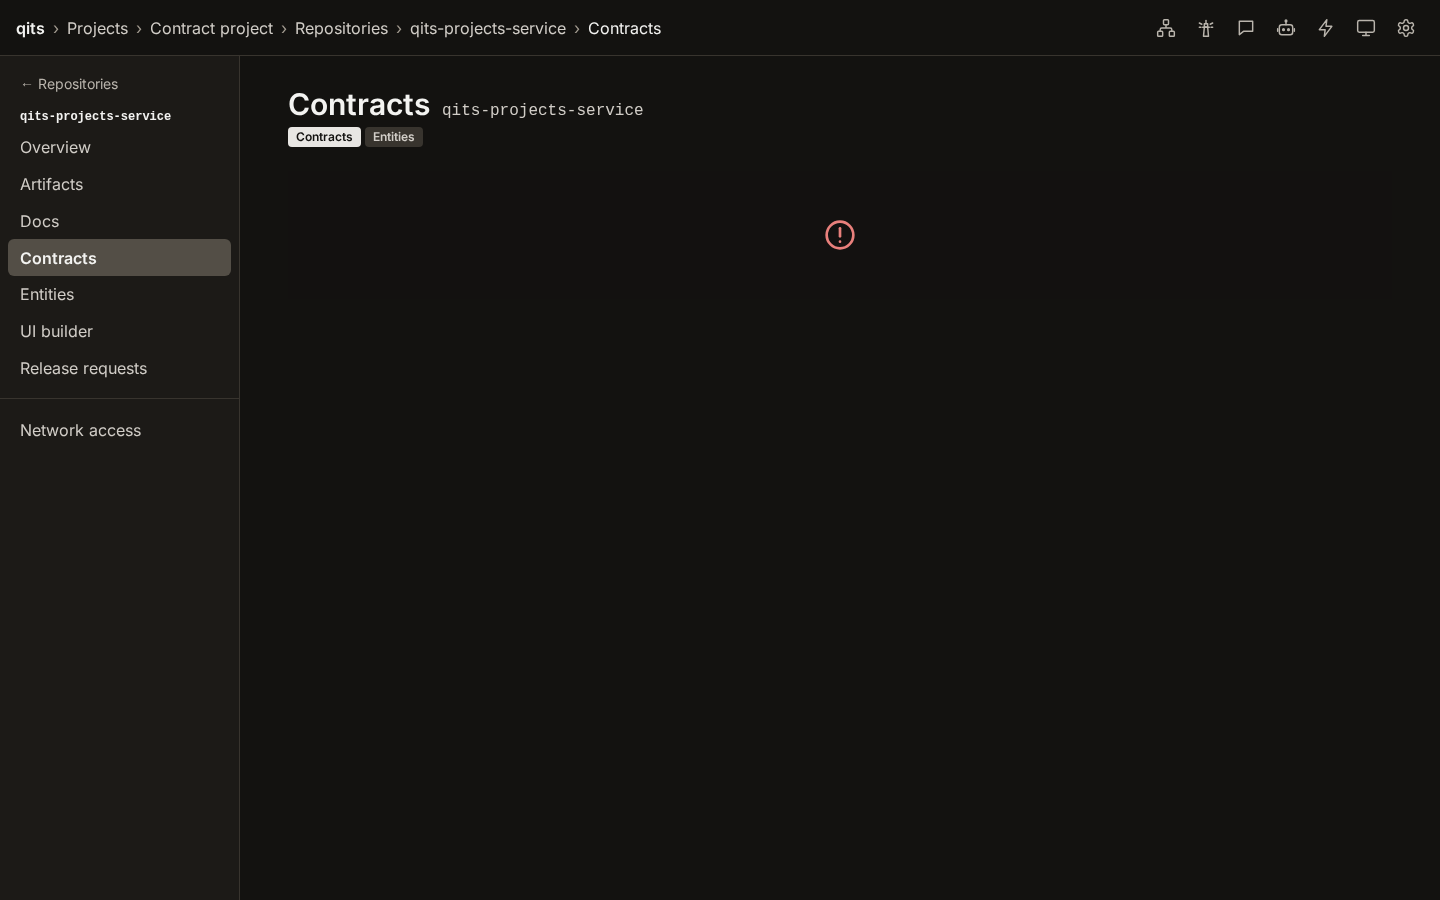 qits › Projects › Contract project › Repositories › qits-projects-service › Contracts
← Repositories
qits-projects-service
Overview
Artifacts
Docs
Contracts
Entities
UI builder
Release requests
Network access
Contracts qits-projects-service
Contracts Entities